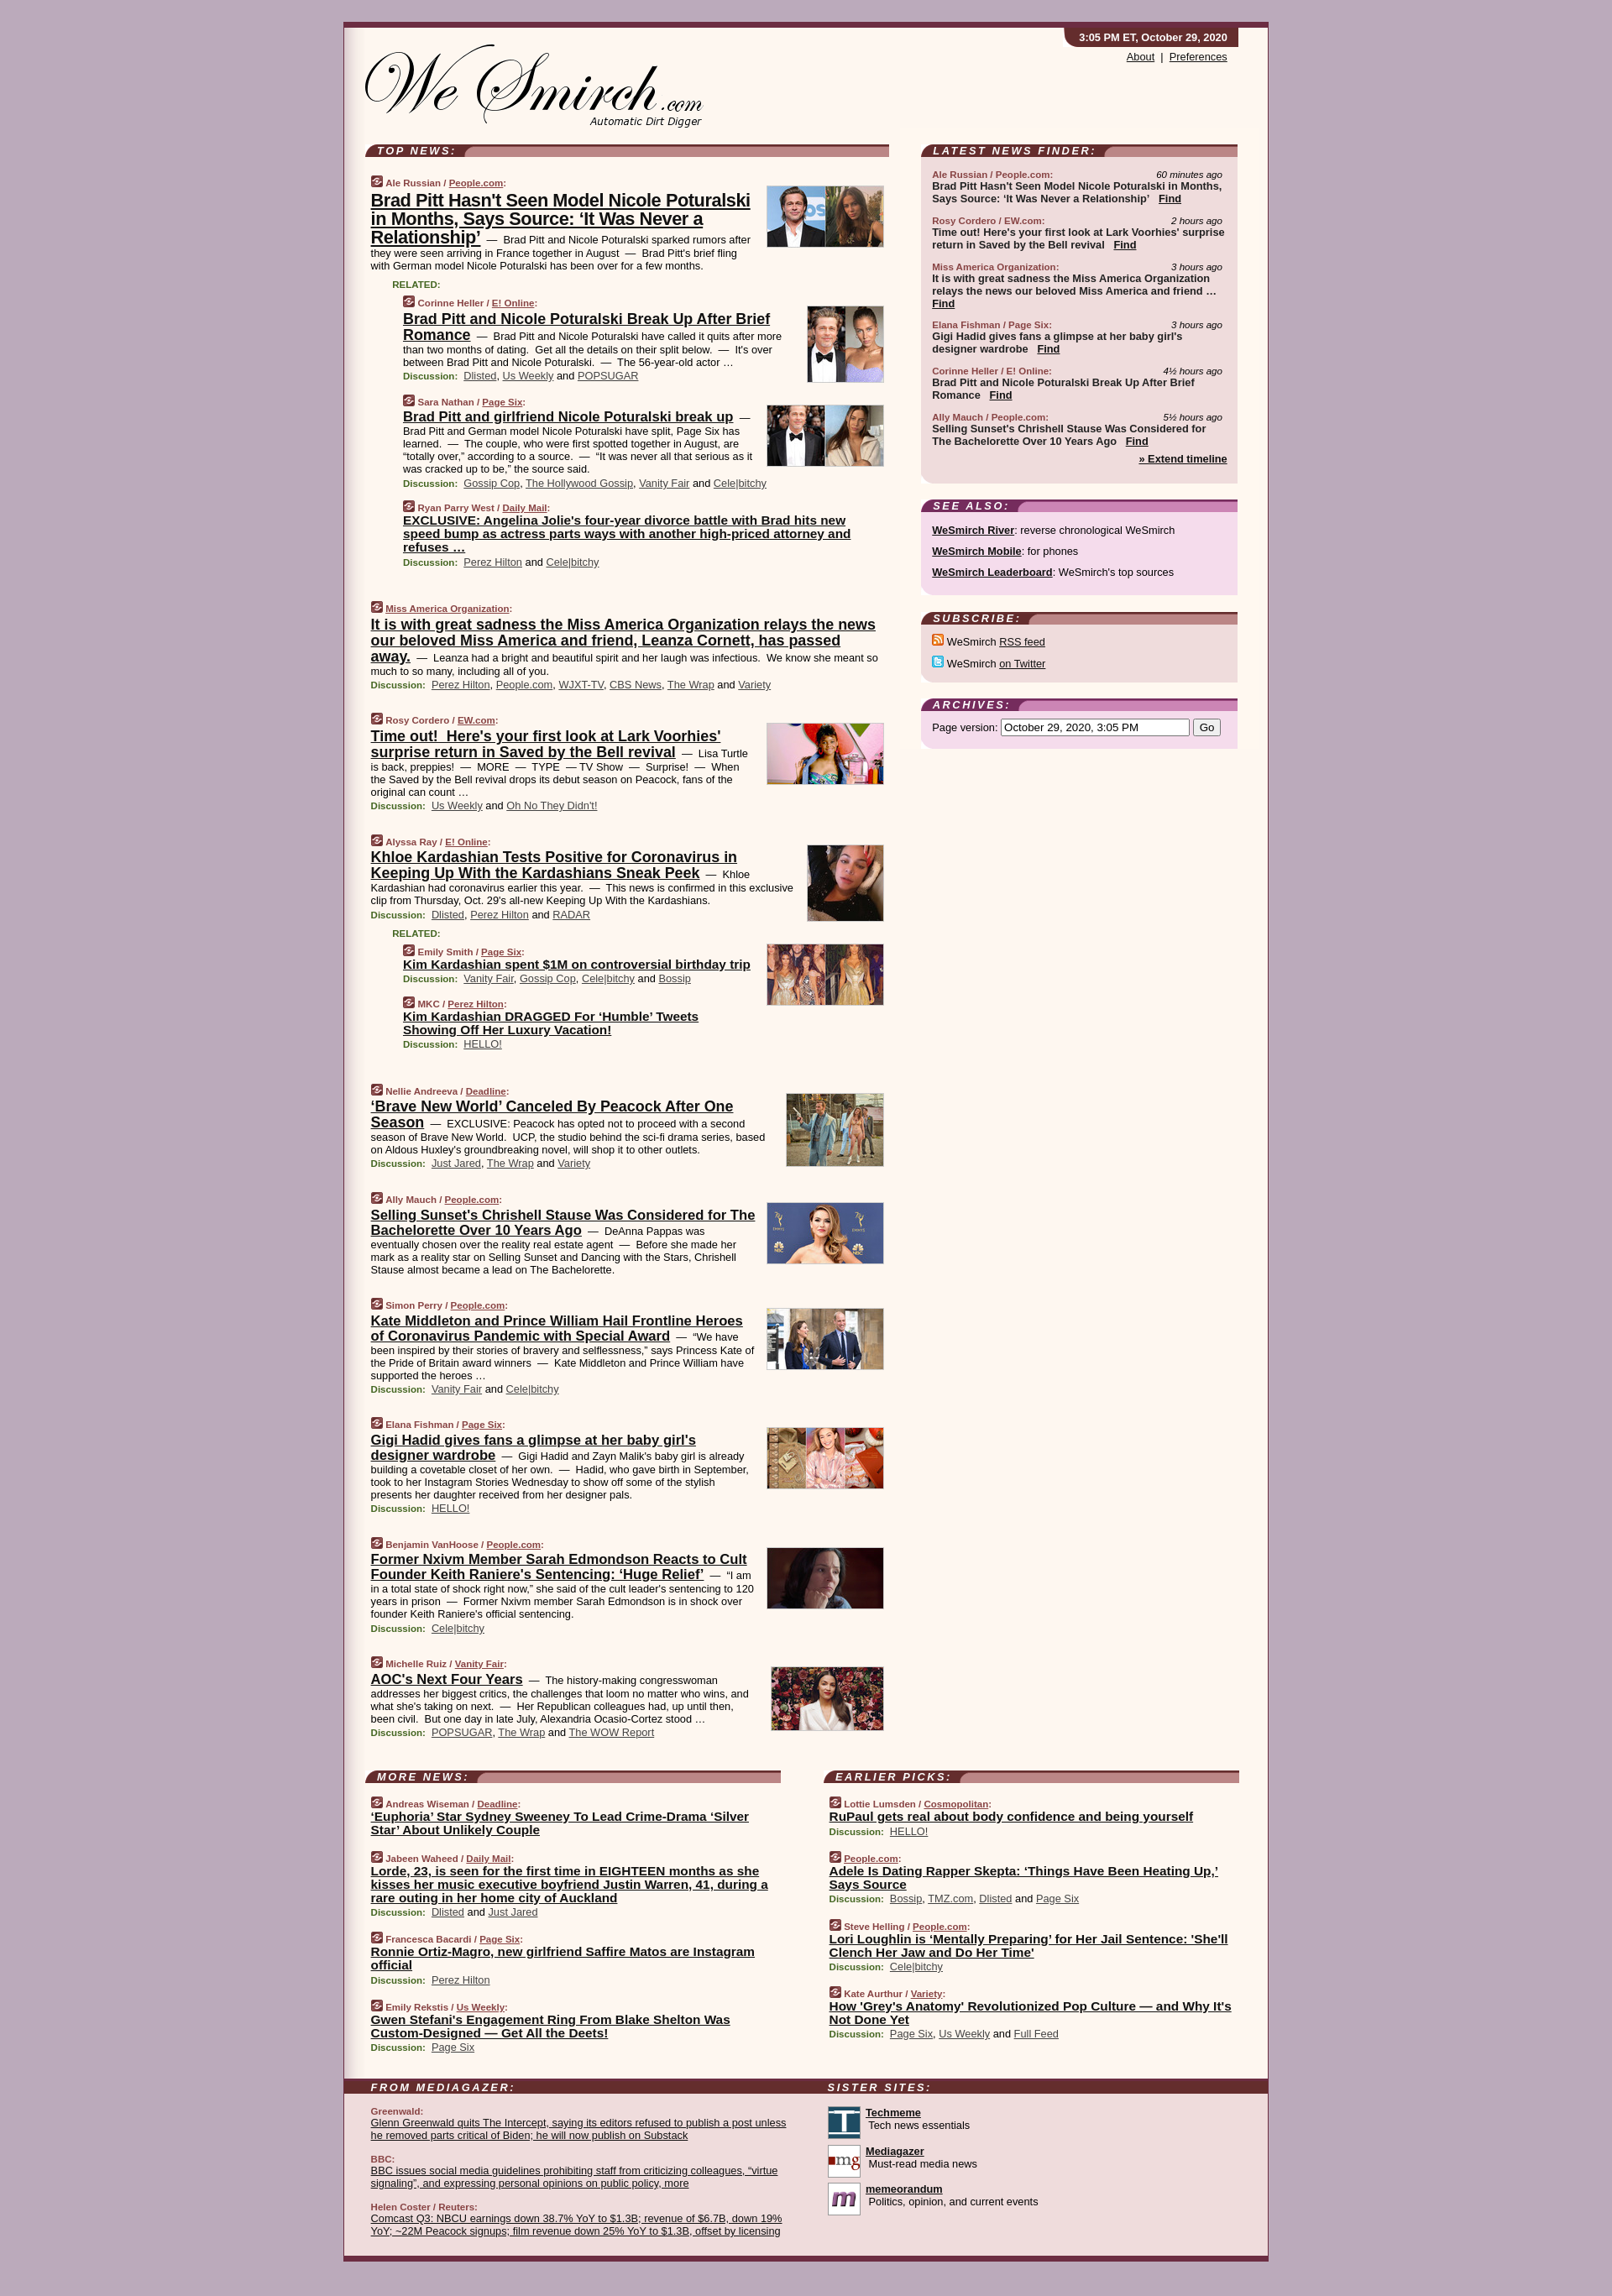 3:05 PM ET, October 29, 2020
About | Preferences
We Smirch.com
Automatic Dirt Digger
TOP NEWS:
Ale Russian / People.com:
Brad Pitt Hasn't Seen Model Nicole Poturalski
in Months, Says Source: ‘It Was Never a
Relationship’ — Brad Pitt and Nicole Poturalski sparked rumors after
they were seen arriving in France together in August — Brad Pitt's brief fling
with German model Nicole Poturalski has been over for a few months.
RELATED:
Corinne Heller / E! Online:
Brad Pitt and Nicole Poturalski Break Up After Brief
Romance — Brad Pitt and Nicole Poturalski have called it quits after more
than two months of dating. Get all the details on their split below. — It's over
between Brad Pitt and Nicole Poturalski. — The 56-year-old actor …
Discussion: Dlisted, Us Weekly and POPSUGAR
Sara Nathan / Page Six:
Brad Pitt and girlfriend Nicole Poturalski break up —
Brad Pitt and German model Nicole Poturalski have split, Page Six has
learned. — The couple, who were first spotted together in August, are
“totally over,” according to a source. — “It was never all that serious as it
was cracked up to be,” the source said.
Discussion: Gossip Cop, The Hollywood Gossip, Vanity Fair and Cele|bitchy
Ryan Parry West / Daily Mail:
EXCLUSIVE: Angelina Jolie's four-year divorce battle with Brad hits new
speed bump as actress parts ways with another high-priced attorney and
refuses …
Discussion: Perez Hilton and Cele|bitchy
Miss America Organization:
It is with great sadness the Miss America Organization relays the news
our beloved Miss America and friend, Leanza Cornett, has passed
away. — Leanza had a bright and beautiful spirit and her laugh was infectious. We know she meant so
much to so many, including all of you.
Discussion: Perez Hilton, People.com, WJXT-TV, CBS News, The Wrap and Variety
Rosy Cordero / EW.com:
Time out! Here's your first look at Lark Voorhies'
surprise return in Saved by the Bell revival — Lisa Turtle
is back, preppies! — MORE — TYPE — TV Show — Surprise! — When
the Saved by the Bell revival drops its debut season on Peacock, fans of the
original can count …
Discussion: Us Weekly and Oh No They Didn't!
Alyssa Ray / E! Online:
Khloe Kardashian Tests Positive for Coronavirus in
Keeping Up With the Kardashians Sneak Peek — Khloe
Kardashian had coronavirus earlier this year. — This news is confirmed in this exclusive
clip from Thursday, Oct. 29's all-new Keeping Up With the Kardashians.
Discussion: Dlisted, Perez Hilton and RADAR
RELATED:
Emily Smith / Page Six:
Kim Kardashian spent $1M on controversial birthday trip
Discussion: Vanity Fair, Gossip Cop, Cele|bitchy and Bossip
MKC / Perez Hilton:
Kim Kardashian DRAGGED For ‘Humble’ Tweets
Showing Off Her Luxury Vacation!
Discussion: HELLO!
Nellie Andreeva / Deadline:
‘Brave New World’ Canceled By Peacock After One
Season — EXCLUSIVE: Peacock has opted not to proceed with a second
season of Brave New World. UCP, the studio behind the sci-fi drama series, based
on Aldous Huxley's groundbreaking novel, will shop it to other outlets.
Discussion: Just Jared, The Wrap and Variety
Ally Mauch / People.com:
Selling Sunset's Chrishell Stause Was Considered for The
Bachelorette Over 10 Years Ago — DeAnna Pappas was
eventually chosen over the reality real estate agent — Before she made her
mark as a reality star on Selling Sunset and Dancing with the Stars, Chrishell
Stause almost became a lead on The Bachelorette.
Simon Perry / People.com:
Kate Middleton and Prince William Hail Frontline Heroes
of Coronavirus Pandemic with Special Award — “We have
been inspired by their stories of bravery and selflessness,” says Princess Kate of
the Pride of Britain award winners — Kate Middleton and Prince William have
supported the heroes …
Discussion: Vanity Fair and Cele|bitchy
Elana Fishman / Page Six:
Gigi Hadid gives fans a glimpse at her baby girl's
designer wardrobe — Gigi Hadid and Zayn Malik's baby girl is already
building a covetable closet of her own. — Hadid, who gave birth in September,
took to her Instagram Stories Wednesday to show off some of the stylish
presents her daughter received from her designer pals.
Discussion: HELLO!
Benjamin VanHoose / People.com:
Former Nxivm Member Sarah Edmondson Reacts to Cult
Founder Keith Raniere's Sentencing: ‘Huge Relief’ — “I am
in a total state of shock right now,” she said of the cult leader's sentencing to 120
years in prison — Former Nxivm member Sarah Edmondson is in shock over
founder Keith Raniere's official sentencing.
Discussion: Cele|bitchy
Michelle Ruiz / Vanity Fair:
AOC's Next Four Years — The history-making congresswoman
addresses her biggest critics, the challenges that loom no matter who wins, and
what she's taking on next. — Her Republican colleagues had, up until then,
been civil. But one day in late July, Alexandria Ocasio-Cortez stood …
Discussion: POPSUGAR, The Wrap and The WOW Report
LATEST NEWS FINDER:
Ale Russian / People.com: 60 minutes ago
Brad Pitt Hasn't Seen Model Nicole Poturalski in Months,
Says Source: ‘It Was Never a Relationship’ Find
Rosy Cordero / EW.com: 2 hours ago
Time out! Here's your first look at Lark Voorhies' surprise
return in Saved by the Bell revival Find
Miss America Organization: 3 hours ago
It is with great sadness the Miss America Organization
relays the news our beloved Miss America and friend …
Find
Elana Fishman / Page Six: 3 hours ago
Gigi Hadid gives fans a glimpse at her baby girl's
designer wardrobe Find
Corinne Heller / E! Online: 4½ hours ago
Brad Pitt and Nicole Poturalski Break Up After Brief
Romance Find
Ally Mauch / People.com: 5½ hours ago
Selling Sunset's Chrishell Stause Was Considered for
The Bachelorette Over 10 Years Ago Find
» Extend timeline
SEE ALSO:
WeSmirch River: reverse chronological WeSmirch
WeSmirch Mobile: for phones
WeSmirch Leaderboard: WeSmirch's top sources
SUBSCRIBE:
WeSmirch RSS feed
WeSmirch on Twitter
ARCHIVES:
Page version: October 29, 2020, 3:05 PM Go
MORE NEWS:
Andreas Wiseman / Deadline:
‘Euphoria’ Star Sydney Sweeney To Lead Crime-Drama ‘Silver
Star’ About Unlikely Couple
Jabeen Waheed / Daily Mail:
Lorde, 23, is seen for the first time in EIGHTEEN months as she
kisses her music executive boyfriend Justin Warren, 41, during a
rare outing in her home city of Auckland
Discussion: Dlisted and Just Jared
Francesca Bacardi / Page Six:
Ronnie Ortiz-Magro, new girlfriend Saffire Matos are Instagram
official
Discussion: Perez Hilton
Emily Rekstis / Us Weekly:
Gwen Stefani's Engagement Ring From Blake Shelton Was
Custom-Designed — Get All the Deets!
Discussion: Page Six
EARLIER PICKS:
Lottie Lumsden / Cosmopolitan:
RuPaul gets real about body confidence and being yourself
Discussion: HELLO!
People.com:
Adele Is Dating Rapper Skepta: ‘Things Have Been Heating Up,’
Says Source
Discussion: Bossip, TMZ.com, Dlisted and Page Six
Steve Helling / People.com:
Lori Loughlin is ‘Mentally Preparing’ for Her Jail Sentence: 'She'll
Clench Her Jaw and Do Her Time'
Discussion: Cele|bitchy
Kate Aurthur / Variety:
How 'Grey's Anatomy' Revolutionized Pop Culture — and Why It's
Not Done Yet
Discussion: Page Six, Us Weekly and Full Feed
FROM MEDIAGAZER:
Greenwald:
Glenn Greenwald quits The Intercept, saying its editors refused to publish a post unless
he removed parts critical of Biden; he will now publish on Substack
BBC:
BBC issues social media guidelines prohibiting staff from criticizing colleagues, “virtue
signaling”, and expressing personal opinions on public policy, more
Helen Coster / Reuters:
Comcast Q3: NBCU earnings down 38.7% YoY to $1.3B; revenue of $6.7B, down 19%
YoY; ~22M Peacock signups; film revenue down 25% YoY to $1.3B, offset by licensing
SISTER SITES:
T
Techmeme
Tech news essentials
mg
Mediagazer
Must-read media news
m
memeorandum
Politics, opinion, and current events